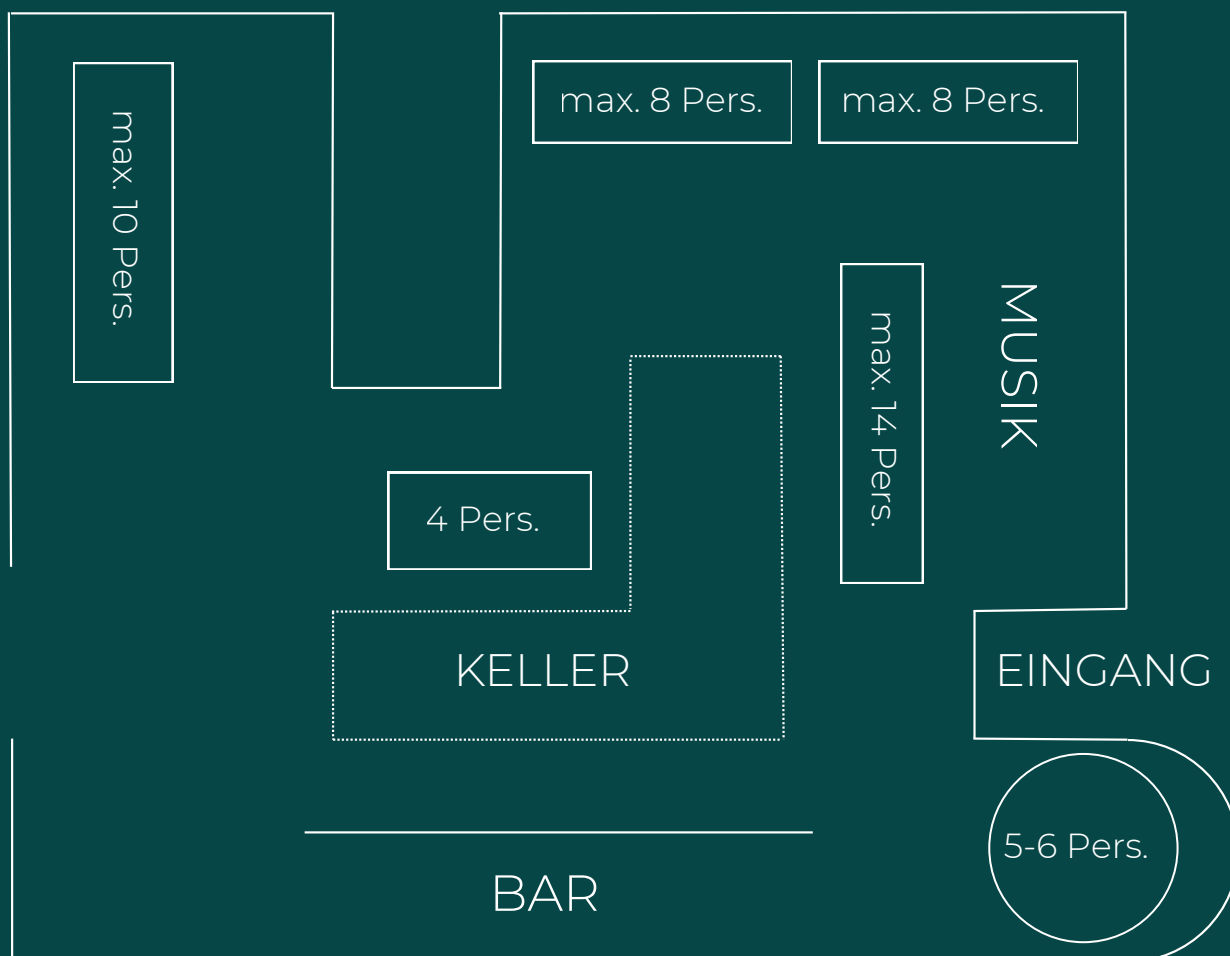 max. 8 Pers.
max. 8 Pers.
max. 10 Pers.
MUSIK
max. 14 Pers.
4 Pers.
KELLER
EINGANG
5-6 Pers.
BAR